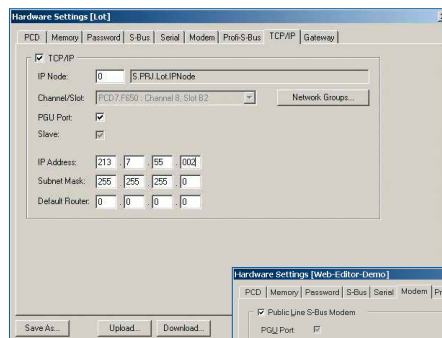 Hardware Settings [Lot]
PCD Memory Password S-Bus Serial Modem Profi-S-Bus TCP/IP Gateway
TCP/IP
IP Node: 0 S.PRJ.Lot.IPNode
Channel/Slot: PCD7.F650 : Channel 8, Slot B2 Network Groups...
PGU Port:
Slave:
IP Address: 213 . 7 . 55 . 002
Subnet Mask: 255 . 255 . 255 . 0
Default Router: 0 . 0 . 0 . 0
Hardware Settings [Web-Editor-Demo]
PCD Memory Password S-Bus Serial Modem Pr
Public Line S-Bus Modem
PGU Port
Save As... Upload... Download...